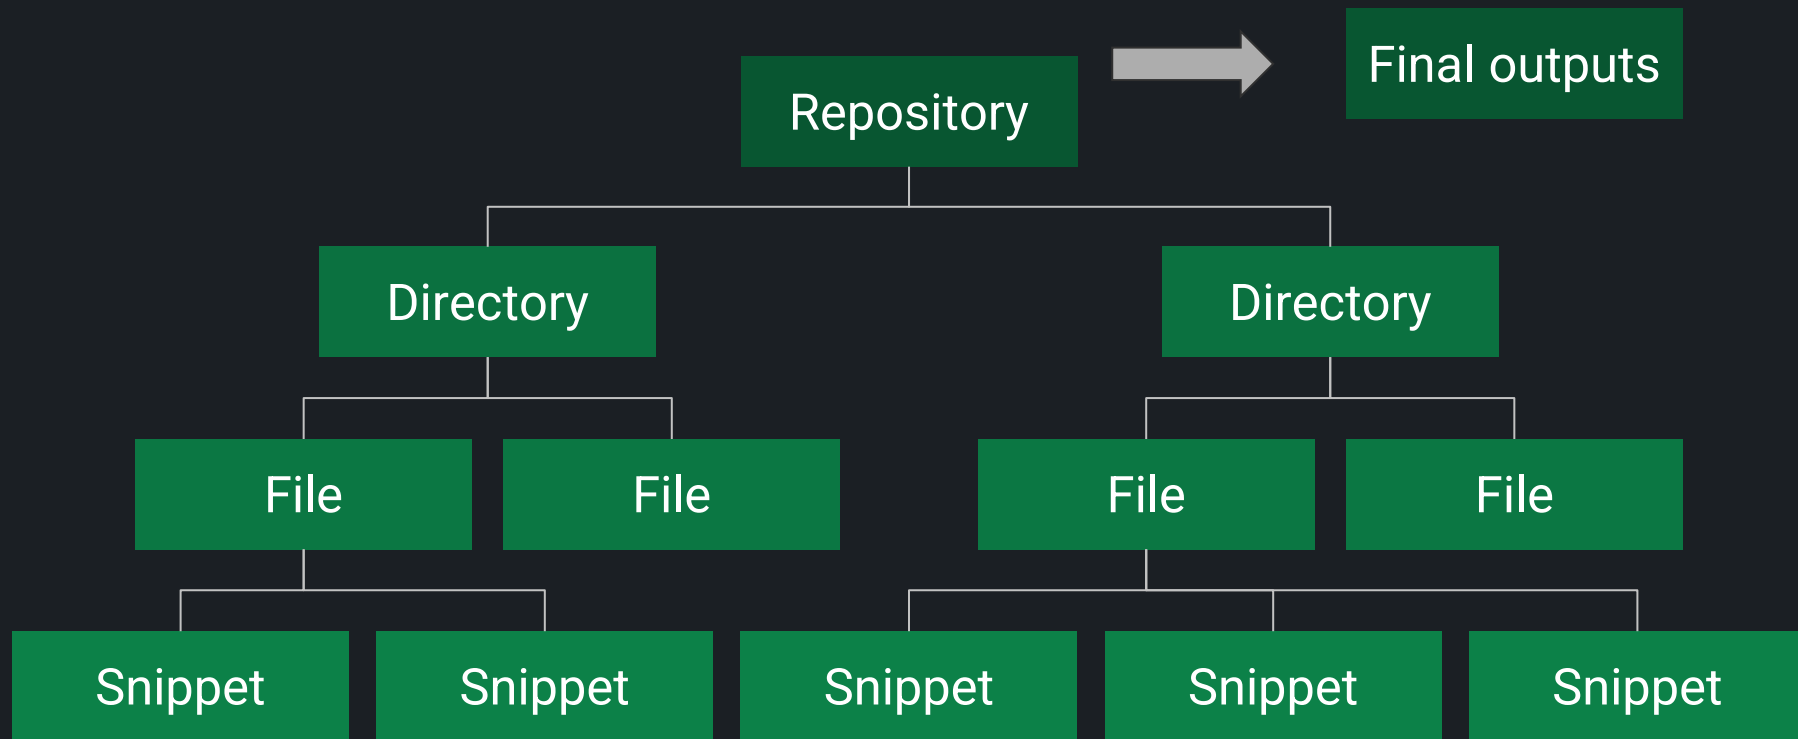 Final outputs
Repository
Directory
Directory
File
File
File
File
Snippet
Snippet
Snippet
Snippet
Snippet